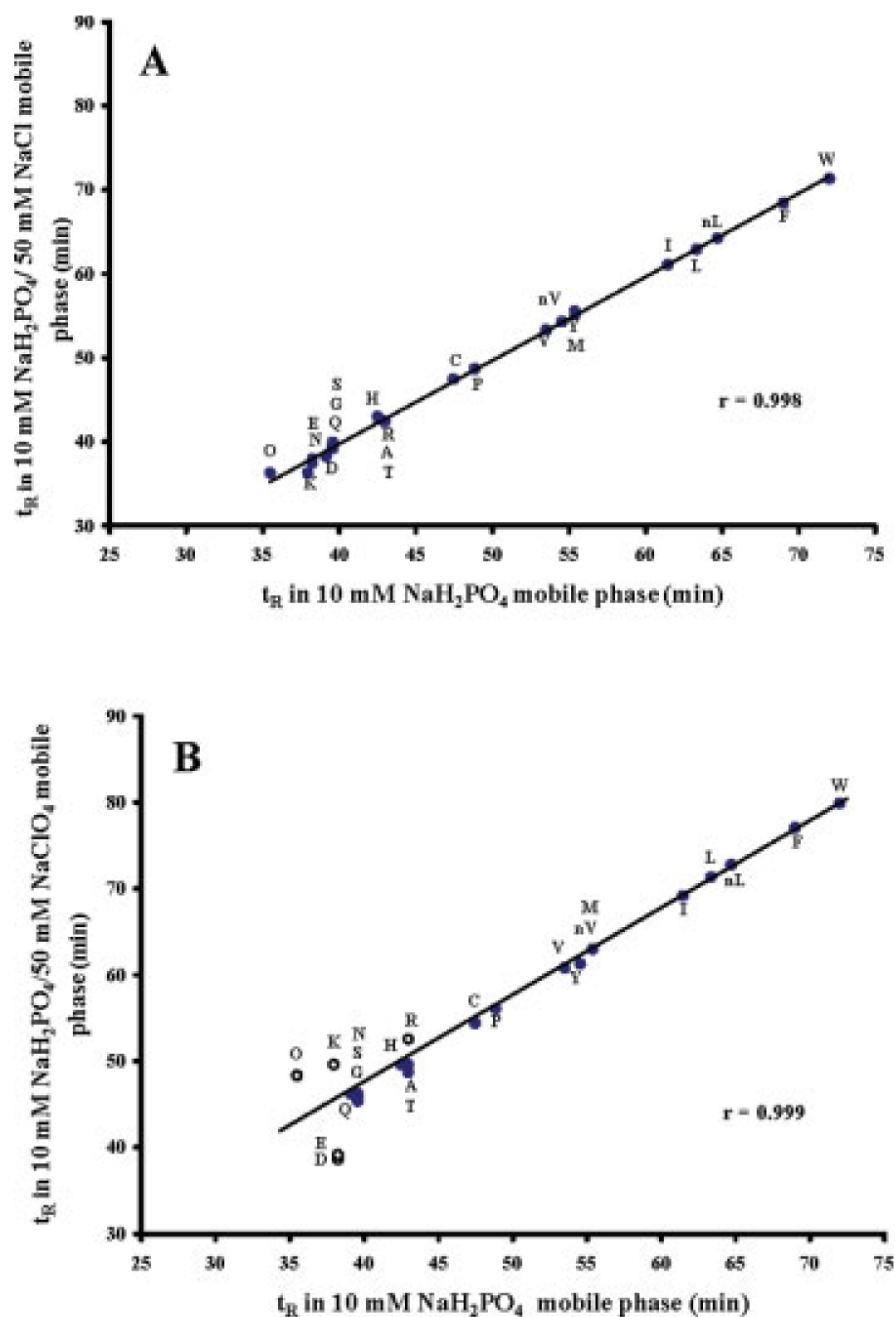 A
t_R in 10 mM NaH₂PO₄/ 50 mM NaCl mobile
phase (min)
90
80
70
60
50
40
30
W
F
nL
I
L
nV
V
Y
M
C
P
S
G
Q
H
E
N
O
K
D
R
A
T
r = 0.998
25 30 35 40 45 50 55 60 65 70 75
t_R in 10 mM NaH₂PO₄ mobile phase (min)
B
t_R in 10 mM NaH₂PO₄/50 mM NaClO₄ mobile
phase (min)
90
80
70
60
50
40
30
W
F
L
nL
I
M
nV
V
Y
C
P
R
N
S
G
K
H
O
Q
A
T
E
D
r = 0.999
25 30 35 40 45 50 55 60 65 70 75
t_R in 10 mM NaH₂PO₄ mobile phase (min)